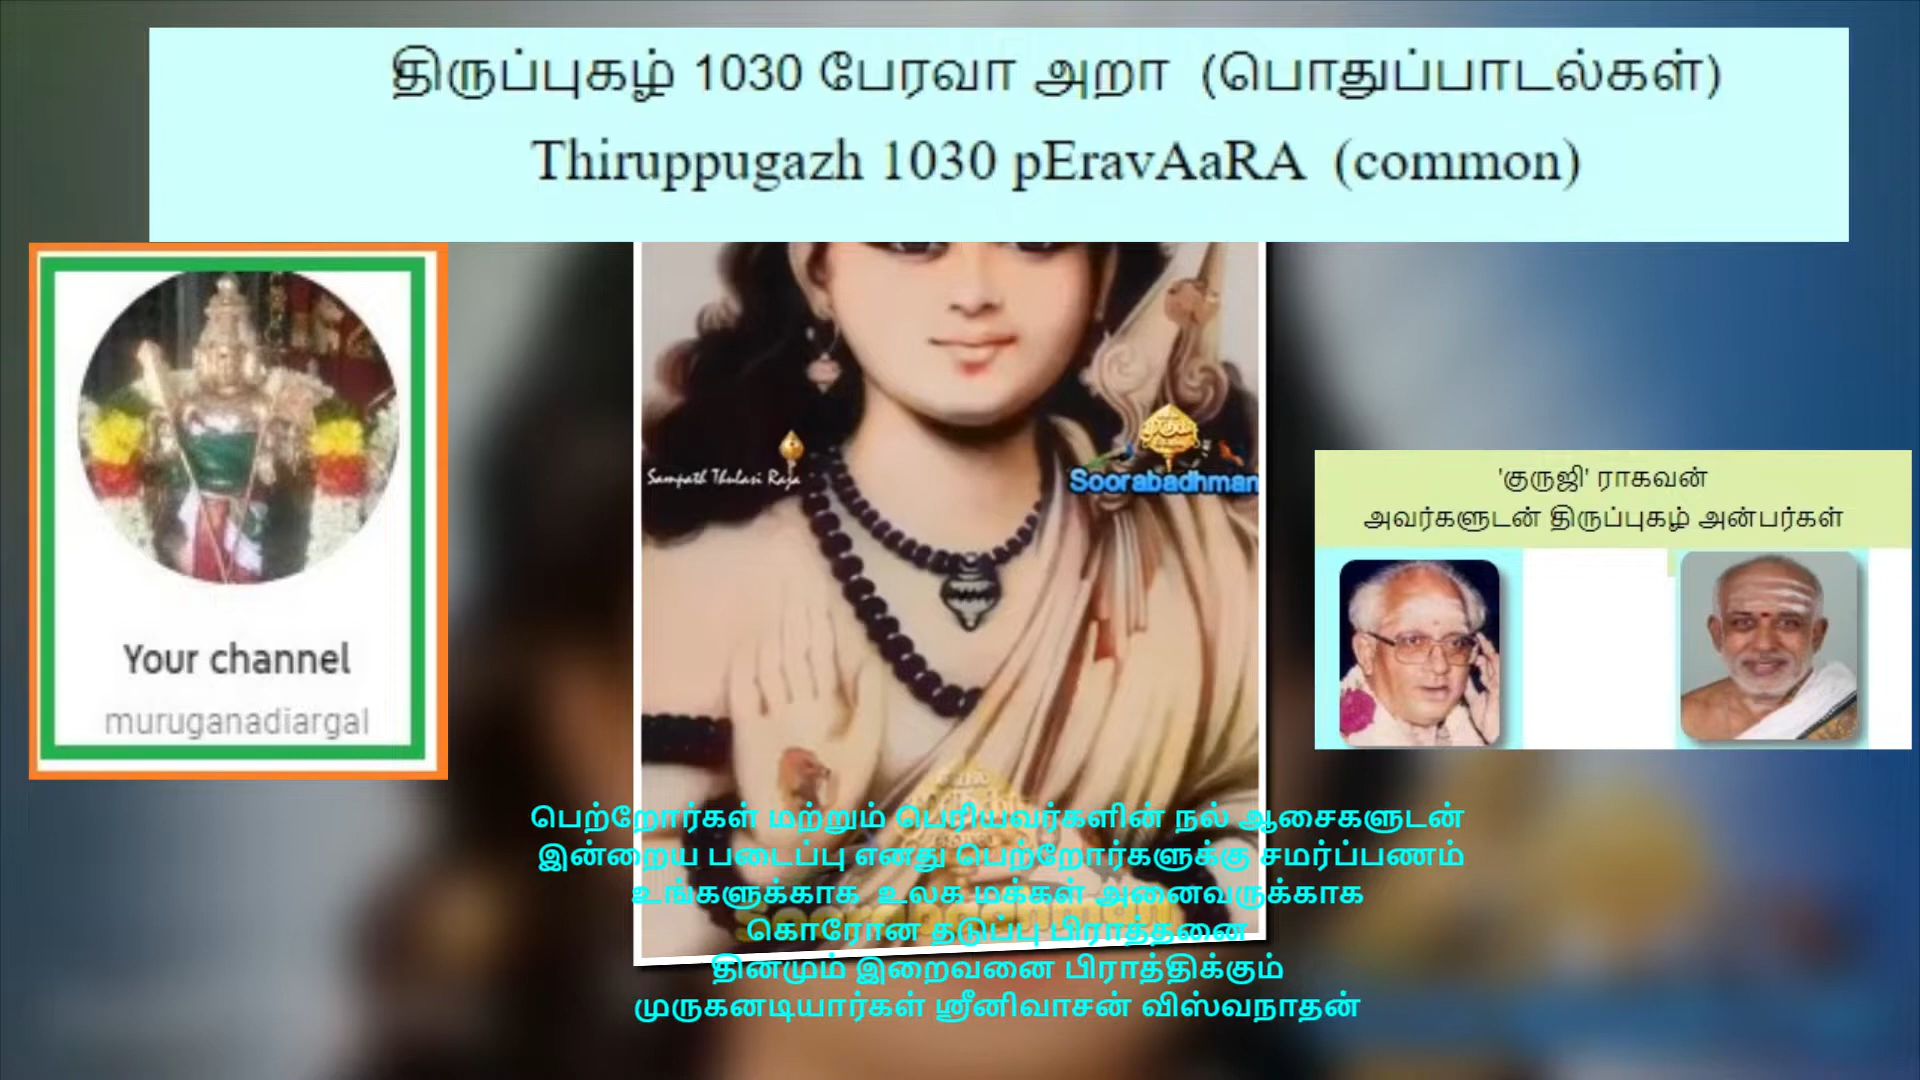 திருப்புகழ் 1030 பேரவா அறா (பொதுப்பாடல்கள்)
Thiruppugazh 1030 pEravAaRA (common)
Your channel
muruganadiargal
Sampath Thulasi Raja
Soorabadhman
'குருஜி' ராகவன்
அவர்களுடன் திருப்புகழ் அன்பர்கள்
பெற்றோர்கள் மற்றும் பெரியவர்களின் நல் ஆசைகளுடன்
இன்றைய படைப்பு எனது பெற்றோர்களுக்கு சமர்ப்பணம்
உங்களுக்காக உலக மக்கள் அனைவருக்காக
கொரோன தடுப்பு பிராத்தனை
தினமும் இறைவனை பிராத்திக்கும்
முருகனடியார்கள் ஸ்ரீனிவாசன் விஸ்வநாதன்